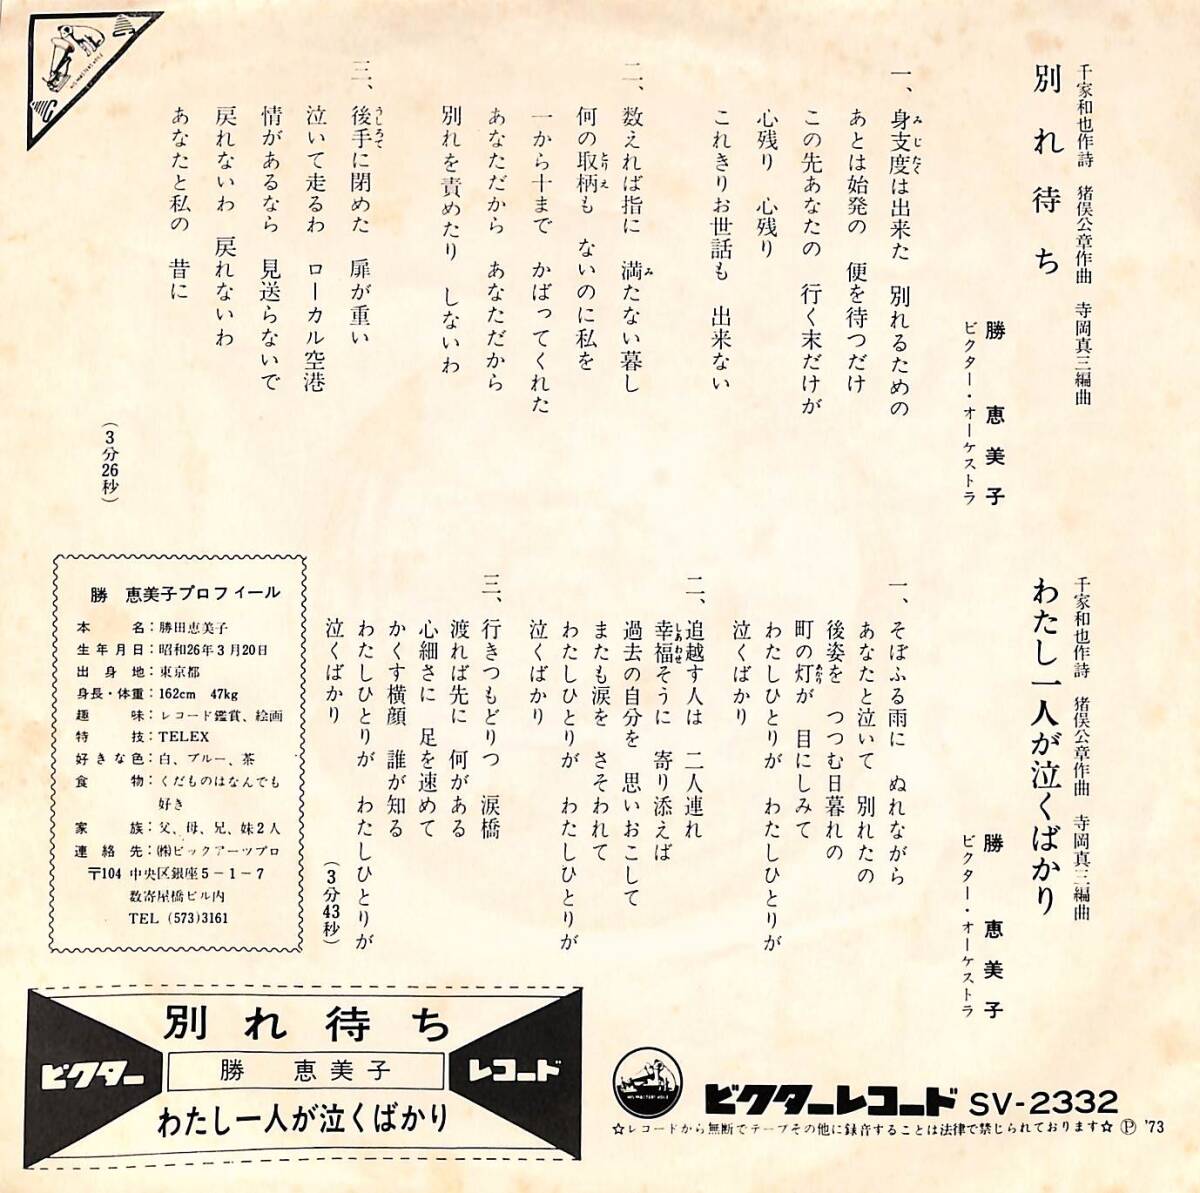 別れ待ち
千家和也作詩　猪俣公章作曲　寺岡真三編曲
勝　恵美子
ビクター・オーケストラ
一、身支度は出来た　別れるための
あとは始発の　便を待つだけ
この先あなたの　行く末だけが
心残り　心残り
これきりお世話も　出来ない
二、数えれば指に　満たない暮し
何の取柄も　ないのに私を
一から十まで　かばってくれた
あなただから　あなただから
別れを責めたり　しないわ
三、後手に閉めた　扉が重い
泣いて走るわ　ローカル空港
情があるなら　見送らないで
戻れないわ　戻れないわ
あなたと私の　昔に
(3分26秒)
わたし一人が泣くばかり
千家和也作詩　猪俣公章作曲　寺岡真三編曲
勝　恵美子
ビクター・オーケストラ
一、そぼふる雨に　ぬれながら
あなたと泣いて　別れたの
後姿を　つつむ日暮れの
町の灯が　目にしみて
わたしひとりが　わたしひとりが
泣くばかり
二、追越す人は　二人連れ
幸福そうに　寄り添えば
過去の自分を　思いおこして
またも涙を　さそわれて
わたしひとりが　わたしひとりが
泣くばかり
三、行きつもどりつ　涙橋
渡れば先に　何がある
心細さに　足を速めて
かくす横顔　誰が知る
わたしひとりが　わたしひとりが
泣くばかり
(3分43秒)
勝　恵美子プロフィール
本名：勝田恵美子
生年月日：昭和26年3月20日
出身地：東京都
身長・体重：162cm　47kg
趣味：レコード鑑賞、絵画
特技：TELEX
好きな色：白、ブルー、茶
食物：くだものはなんでも
好き
家族：父、母、兄、妹2人
連絡先：㈱ビックアーツプロ
〒104 中央区銀座5-1-7
数寄屋橋ビル内
TEL (573)3161
別れ待ち
ビクター　勝　恵美子　レコード
わたし一人が泣くばかり
ビクターレコード SV-2332
☆レコードから無断でテープその他に録音することは法律で禁じられております☆ Ⓟ '73